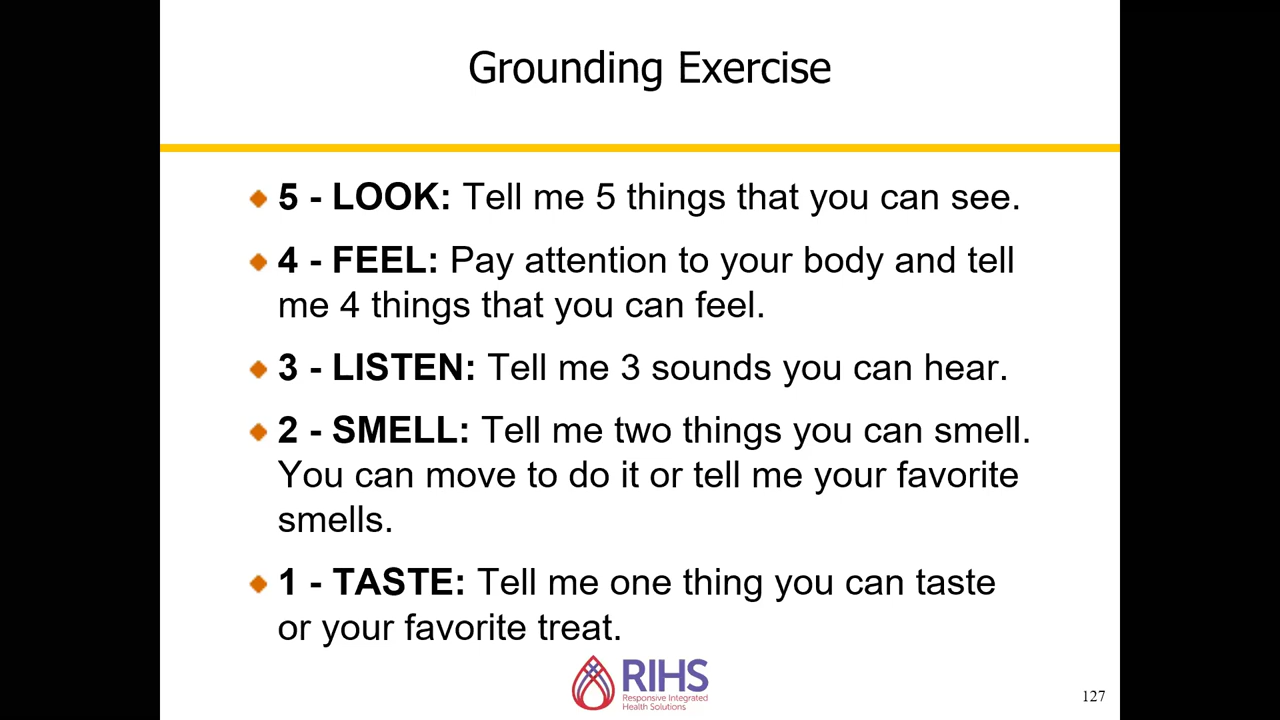 Grounding Exercise
5 - LOOK: Tell me 5 things that you can see.
4 - FEEL: Pay attention to your body and tell
me 4 things that you can feel.
3 - LISTEN: Tell me 3 sounds you can hear.
2 - SMELL: Tell me two things you can smell.
You can move to do it or tell me your favorite
smells.
1 - TASTE: Tell me one thing you can taste
or your favorite treat.
RIHS
Responsive Integrated
Health Solutions
127